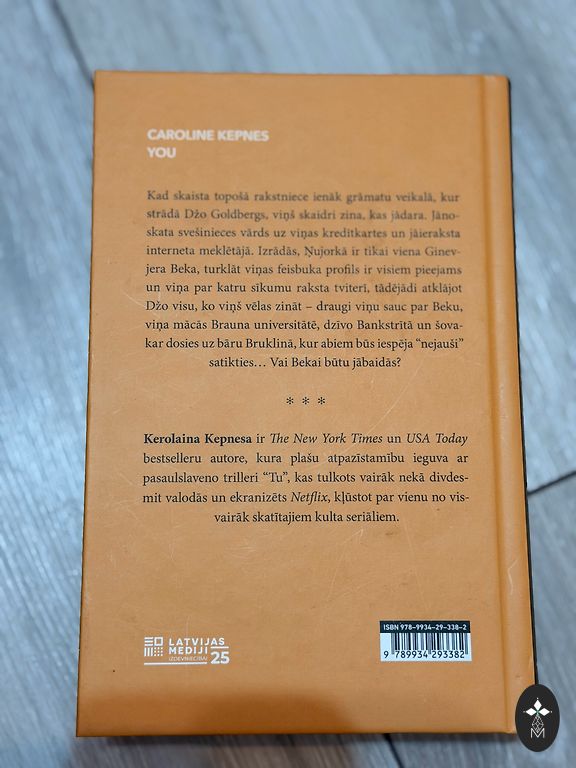 CAROLINE KEPNES
YOU
Kad skaista topošā rakstniece ienāk grāmatu veikalā, kur
strādā Džo Goldbergs, viņš skaidri zina, kas jādara. Jāno-
skata svešinieces vārds uz viņas kredītkartes un jāieraksta
interneta meklētājā. Izrādās, Ņujorkā ir tikai viena Ginev-
jera Beka, turklāt viņas feisbuka profils ir visiem pieejams
un viņa par katru sīkumu raksta tviterī, tādējādi atklājot
Džo visu, ko viņš vēlas zināt – draugi viņu sauc par Beku,
viņa mācās Brauna universitātē, dzīvo Bankstrītā un šova-
kar dosies uz bāru Bruklinā, kur abiem būs iespēja “nejauši”
satikties… Vai Bekai būtu jābaidās?
* * *
Kerolaina Kepnesa ir The New York Times un USA Today
bestselleru autore, kura plašu atpazīstamību ieguva ar
pasaulslaveno trilleri “Tu”, kas tulkots vairāk nekā divdes-
mit valodās un ekranizēts Netflix, kļūstot par vienu no vis-
vairāk skatītajiem kulta seriāliem.
LATVIJAS
MEDIJI
IZDEVNIECĪBAI 25
ISBN 978-9934-29-338-2
9 789934 293382
M